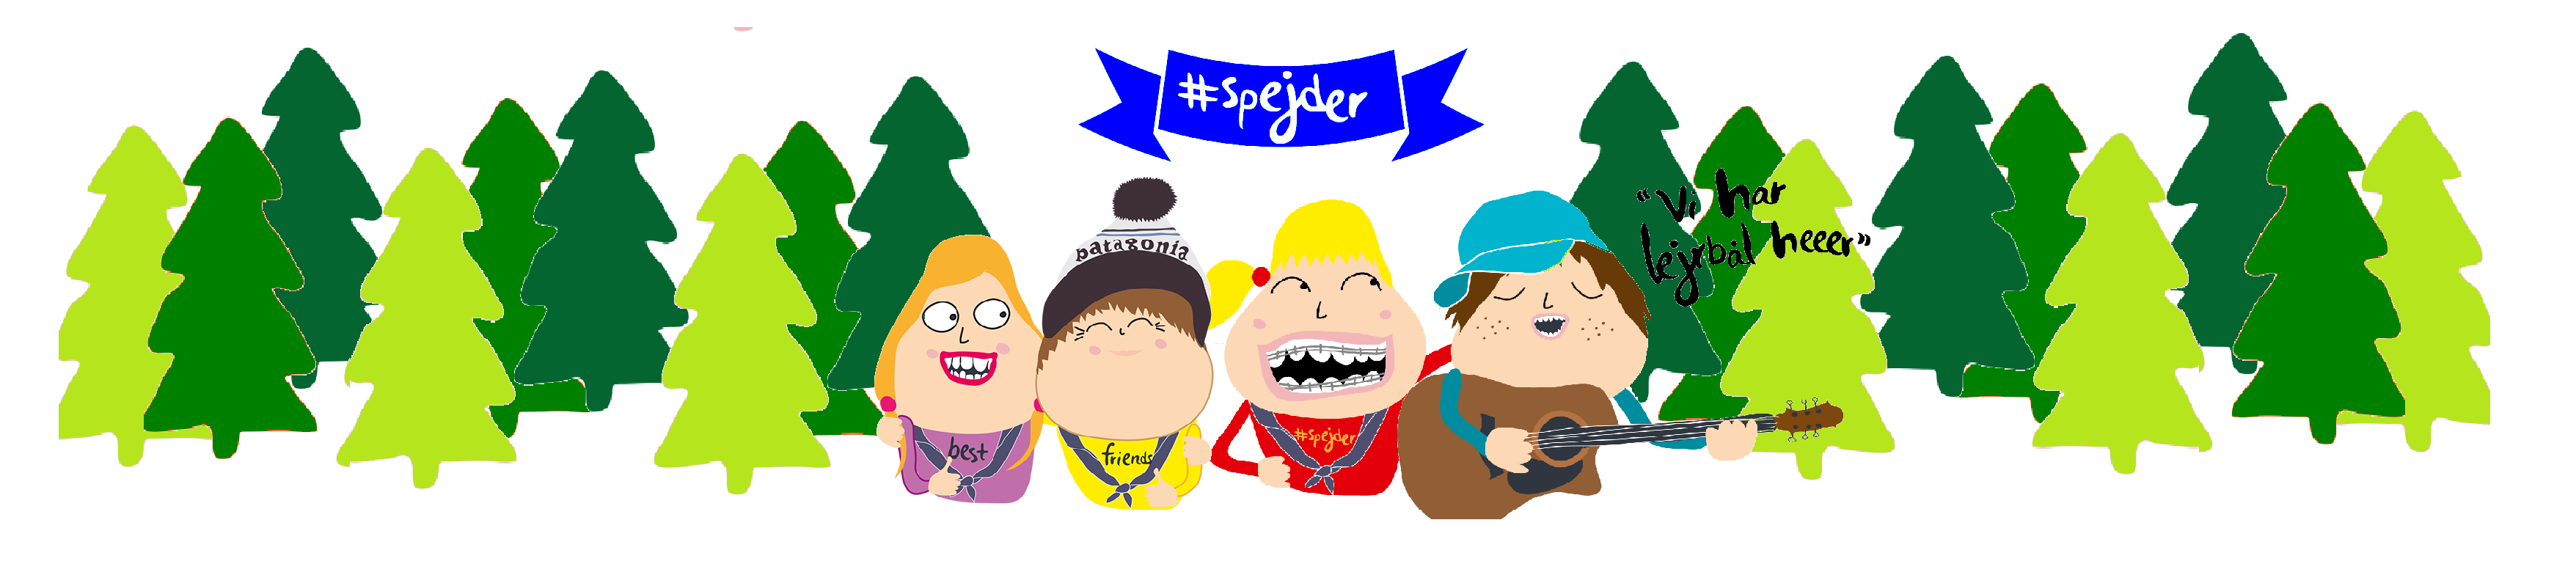 #spejder
"Vi har
lejrbål heeer"
patagonia
best
friends
#spejder